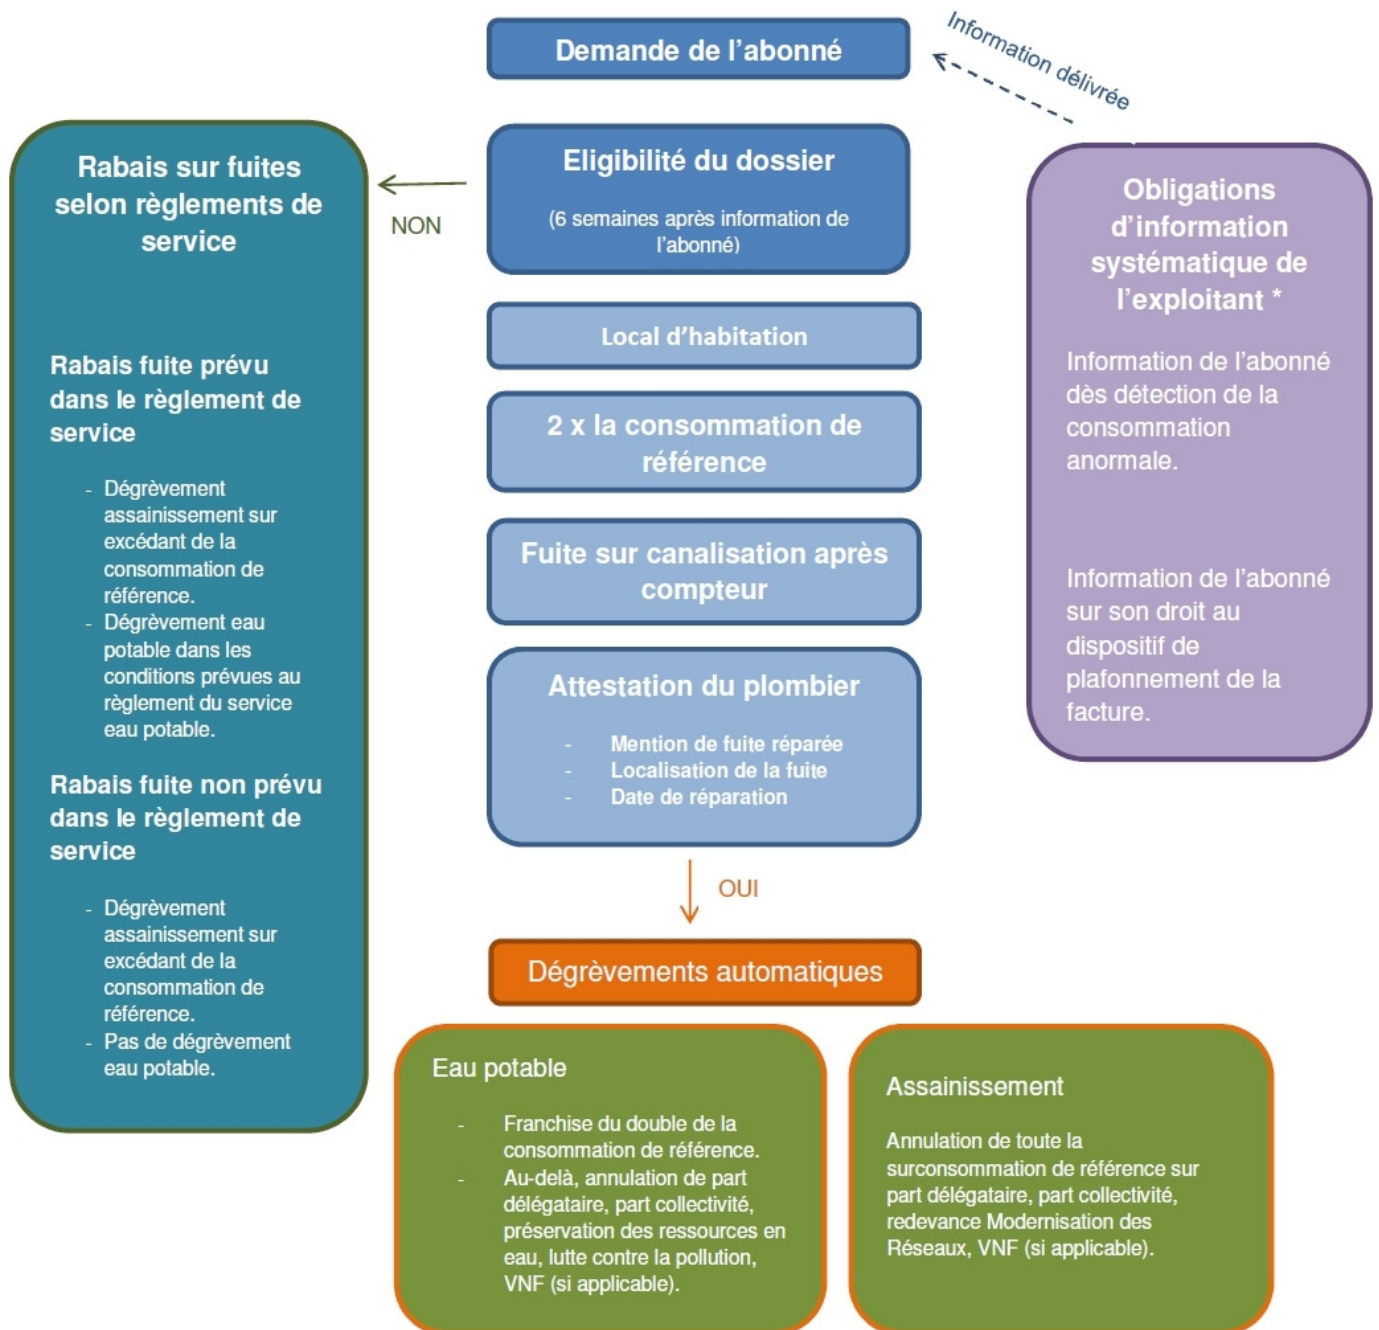 Demande de l'abonné
Information délivrée
Eligibilité du dossier
(6 semaines après information de
l'abonné)
NON
Rabais sur fuites
selon règlements de
service
Rabais fuite prévu
dans le règlement de
service
- Dégrèvement
assainissement sur
excédant de la
consommation de
référence.
- Dégrèvement eau
potable dans les
conditions prévues au
règlement du service
eau potable.
Rabais fuite non prévu
dans le règlement de
service
- Dégrèvement
assainissement sur
excédant de la
consommation de
référence.
- Pas de dégrèvement
eau potable.
Local d'habitation
2 x la consommation de
référence
Fuite sur canalisation après
compteur
Attestation du plombier
- Mention de fuite réparée
- Localisation de la fuite
- Date de réparation
Obligations
d'information
systématique de
l'exploitant *
Information de l'abonné
dès détection de la
consommation
anormale.
Information de l'abonné
sur son droit au
dispositif de
plafonnement de la
facture.
OUI
Dégrèvements automatiques
Eau potable
- Franchise du double de la
consommation de référence.
- Au-delà, annulation de part
délégataire, part collectivité,
préservation des ressources en
eau, lutte contre la pollution,
VNF (si applicable).
Assainissement
Annulation de toute la
surconsommation de référence sur
part délégataire, part collectivité,
redevance Modernisation des
Réseaux, VNF (si applicable).